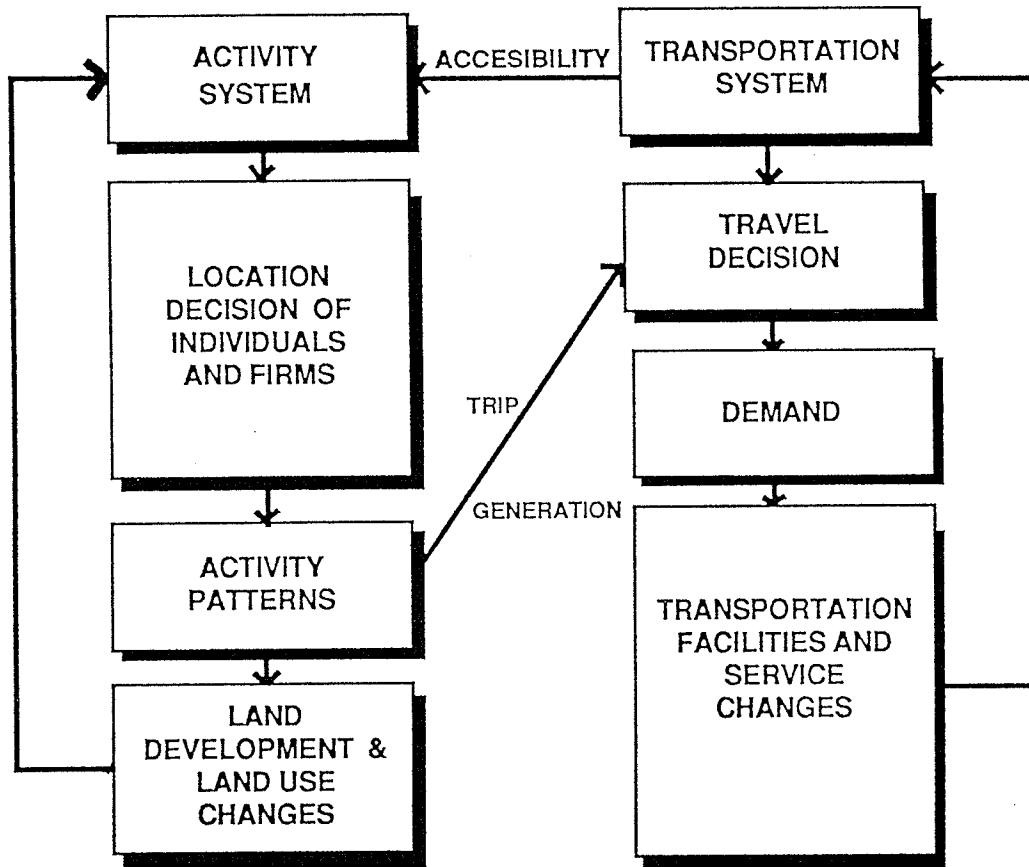 ACTIVITY
SYSTEM
ACCESIBILITY
TRANSPORTATION
SYSTEM
LOCATION
DECISION OF
INDIVIDUALS
AND FIRMS
TRAVEL
DECISION
TRIP
GENERATION
DEMAND
ACTIVITY
PATTERNS
TRANSPORTATION
FACILITIES AND
SERVICE
CHANGES
LAND
DEVELOPMENT &
LAND USE
CHANGES